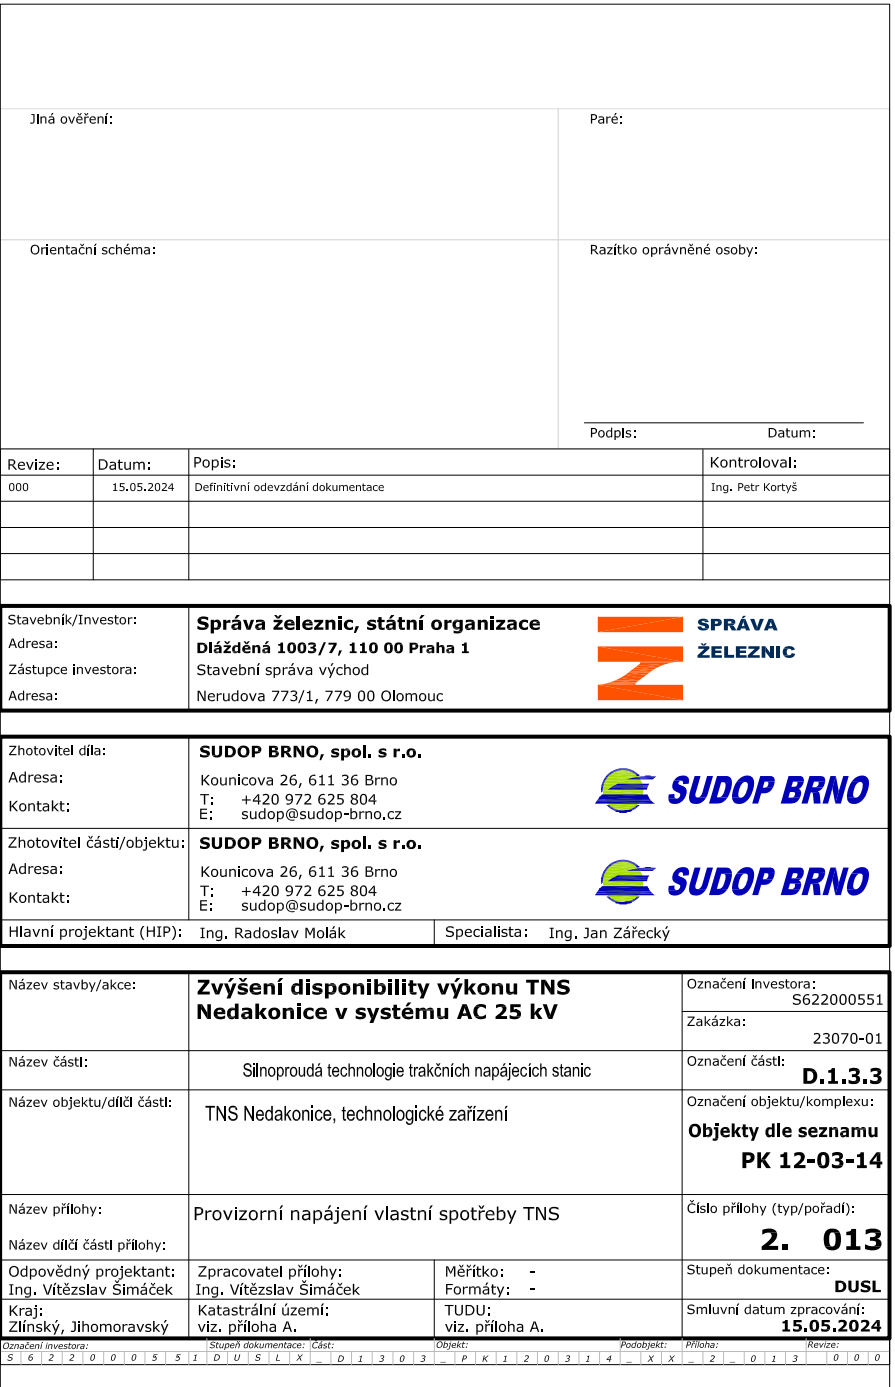 Jiná ověření:
Paré:
Orientační schéma:
Razítko oprávněné osoby:
Podpis: Datum:
Revize: Datum: Popis: Kontroloval:
000 15.05.2024 Definitivní odevzdání dokumentace Ing. Petr Kortyš
Stavebník/Investor: Správa železnic, státní organizace
Adresa: Dlážděná 1003/7, 110 00 Praha 1
Zástupce investora: Stavební správa východ
Adresa: Nerudova 773/1, 779 00 Olomouc
SPRÁVA
ŽELEZNIC
Zhotovitel díla: SUDOP BRNO, spol. s r.o.
Adresa: Kounicova 26, 611 36 Brno
Kontakt: T: +420 972 625 804
E: sudop@sudop-brno.cz
SUDOP BRNO
Zhotovitel části/objektu: SUDOP BRNO, spol. s r.o.
Adresa: Kounicova 26, 611 36 Brno
Kontakt: T: +420 972 625 804
E: sudop@sudop-brno.cz
SUDOP BRNO
Hlavní projektant (HIP): Ing. Radoslav Molák Specialista: Ing. Jan Zářecký
Název stavby/akce: Zvýšení disponibility výkonu TNS
Nedakonice v systému AC 25 kV
Označení investora:
S622000551
Zakázka:
23070-01
Název části: Silnoproudá technologie trakčních napájecích stanic
Označení části:
D.1.3.3
Název objektu/dílčí části: TNS Nedakonice, technologické zařízení
Označení objektu/komplexu:
Objekty dle seznamu
PK 12-03-14
Název přílohy: Provizorní napájení vlastní spotřeby TNS
Název dílčí části přílohy:
Číslo přílohy (typ/pořadí):
2. 013
Odpovědný projektant: Zpracovatel přílohy: Měřítko: -
Ing. Vítězslav Šimáček Ing. Vítězslav Šimáček Formáty: -
Stupeň dokumentace:
DUSL
Kraj: Katastrální území: TUDU:
Zlínský, Jihomoravský viz. příloha A. viz. příloha A.
Smluvní datum zpracování:
15.05.2024
Označení investora: Stupeň dokumentace: Část: Objekt: Podobjekt: Příloha: Revize:
S 6 2 2 0 0 0 5 5 1 D U S L X _ D 1 3 0 3 _ P K 1 2 0 3 1 4 _ X X _ 2 _ 0 1 3 0 0 0